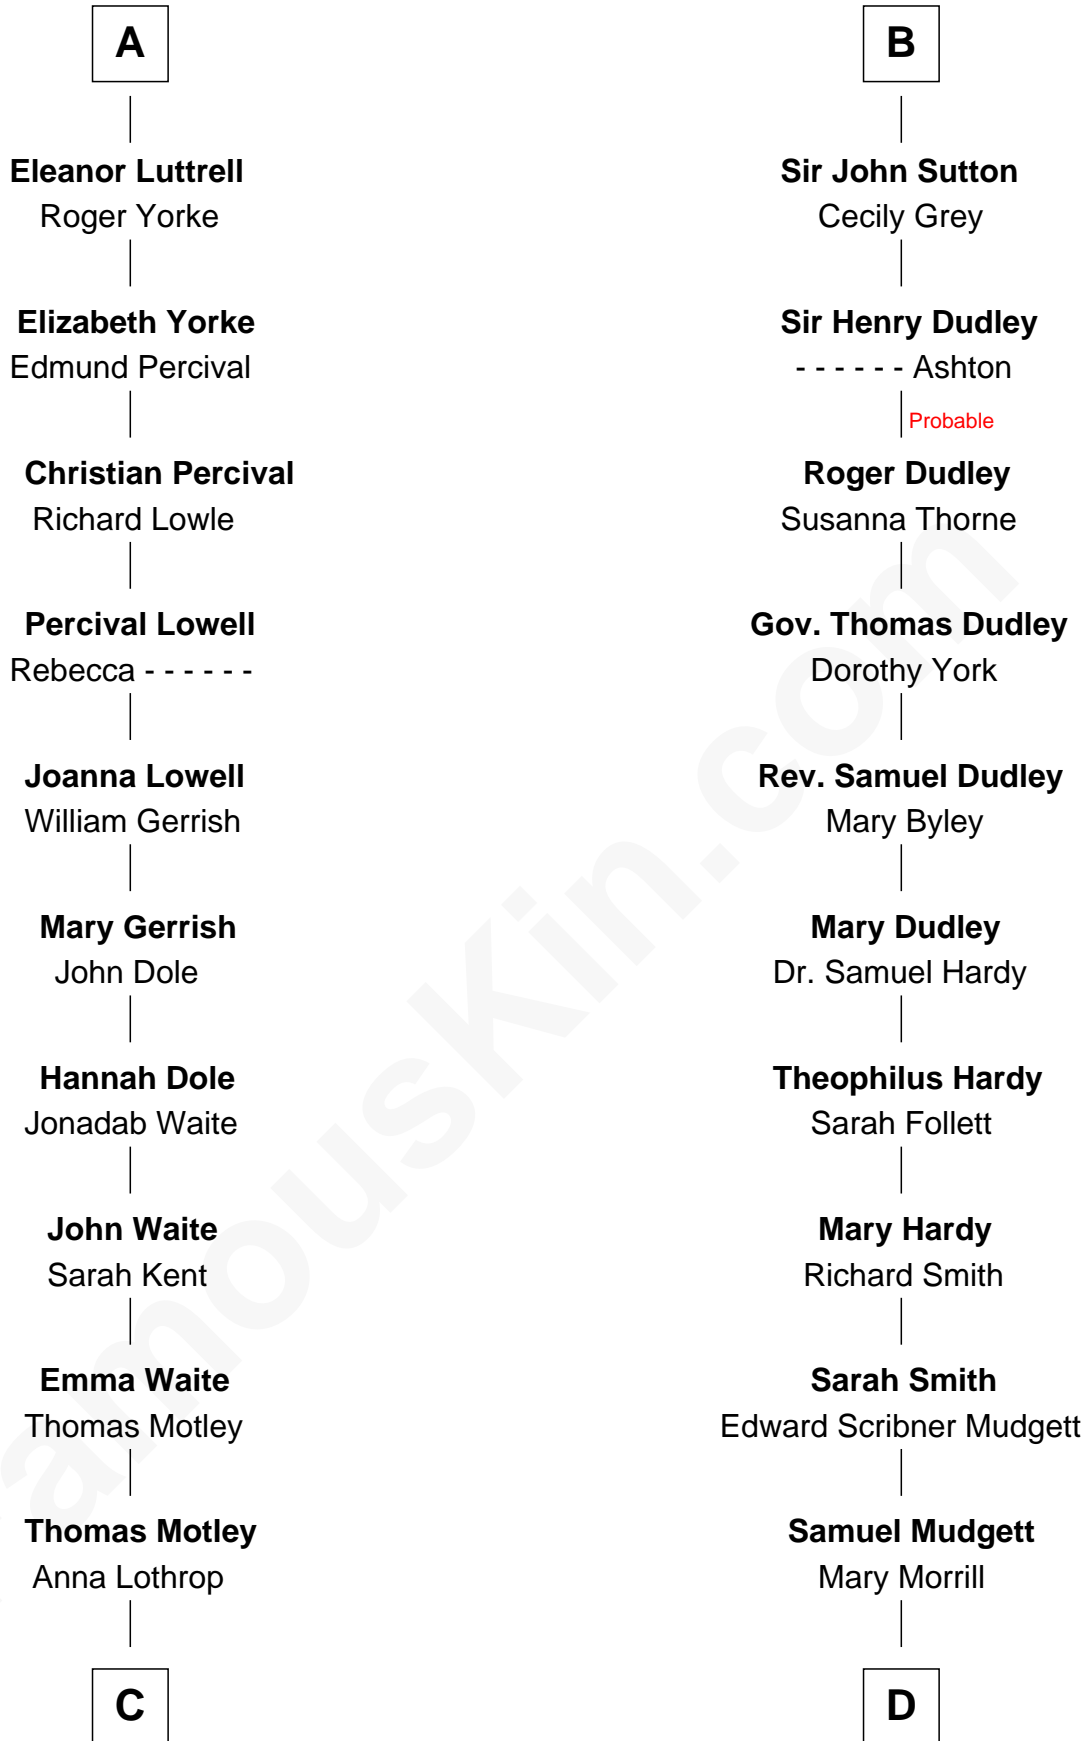 A
Eleanor Luttrell
Roger Yorke
Elizabeth Yorke
Edmund Percival
Christian Percival
Richard Lowle
Percival Lowell
Rebecca - - - - - -
Joanna Lowell
William Gerrish
Mary Gerrish
John Dole
Hannah Dole
Jonadab Waite
John Waite
Sarah Kent
Emma Waite
Thomas Motley
Thomas Motley
Anna Lothrop
C
B
Sir John Sutton
Cecily Grey
Sir Henry Dudley
- - - - - - Ashton
Probable
Roger Dudley
Susanna Thorne
Gov. Thomas Dudley
Dorothy York
Rev. Samuel Dudley
Mary Byley
Mary Dudley
Dr. Samuel Hardy
Theophilus Hardy
Sarah Follett
Mary Hardy
Richard Smith
Sarah Smith
Edward Scribner Mudgett
Samuel Mudgett
Mary Morrill
D
famouskin.com